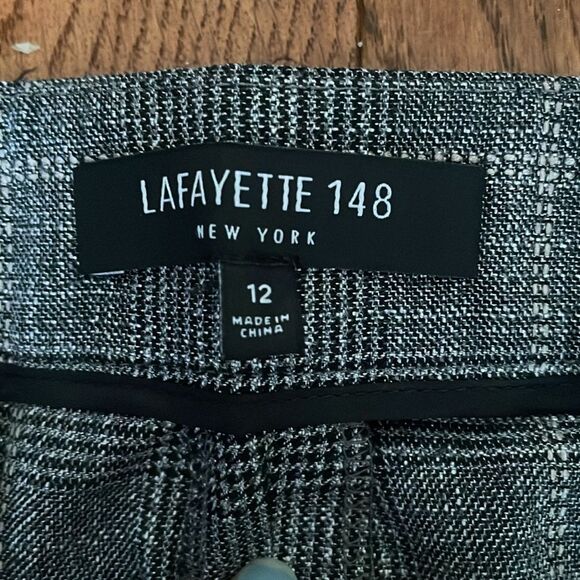 LAFAYETTE 148
NEW YORK
12
MADE IN
CHINA